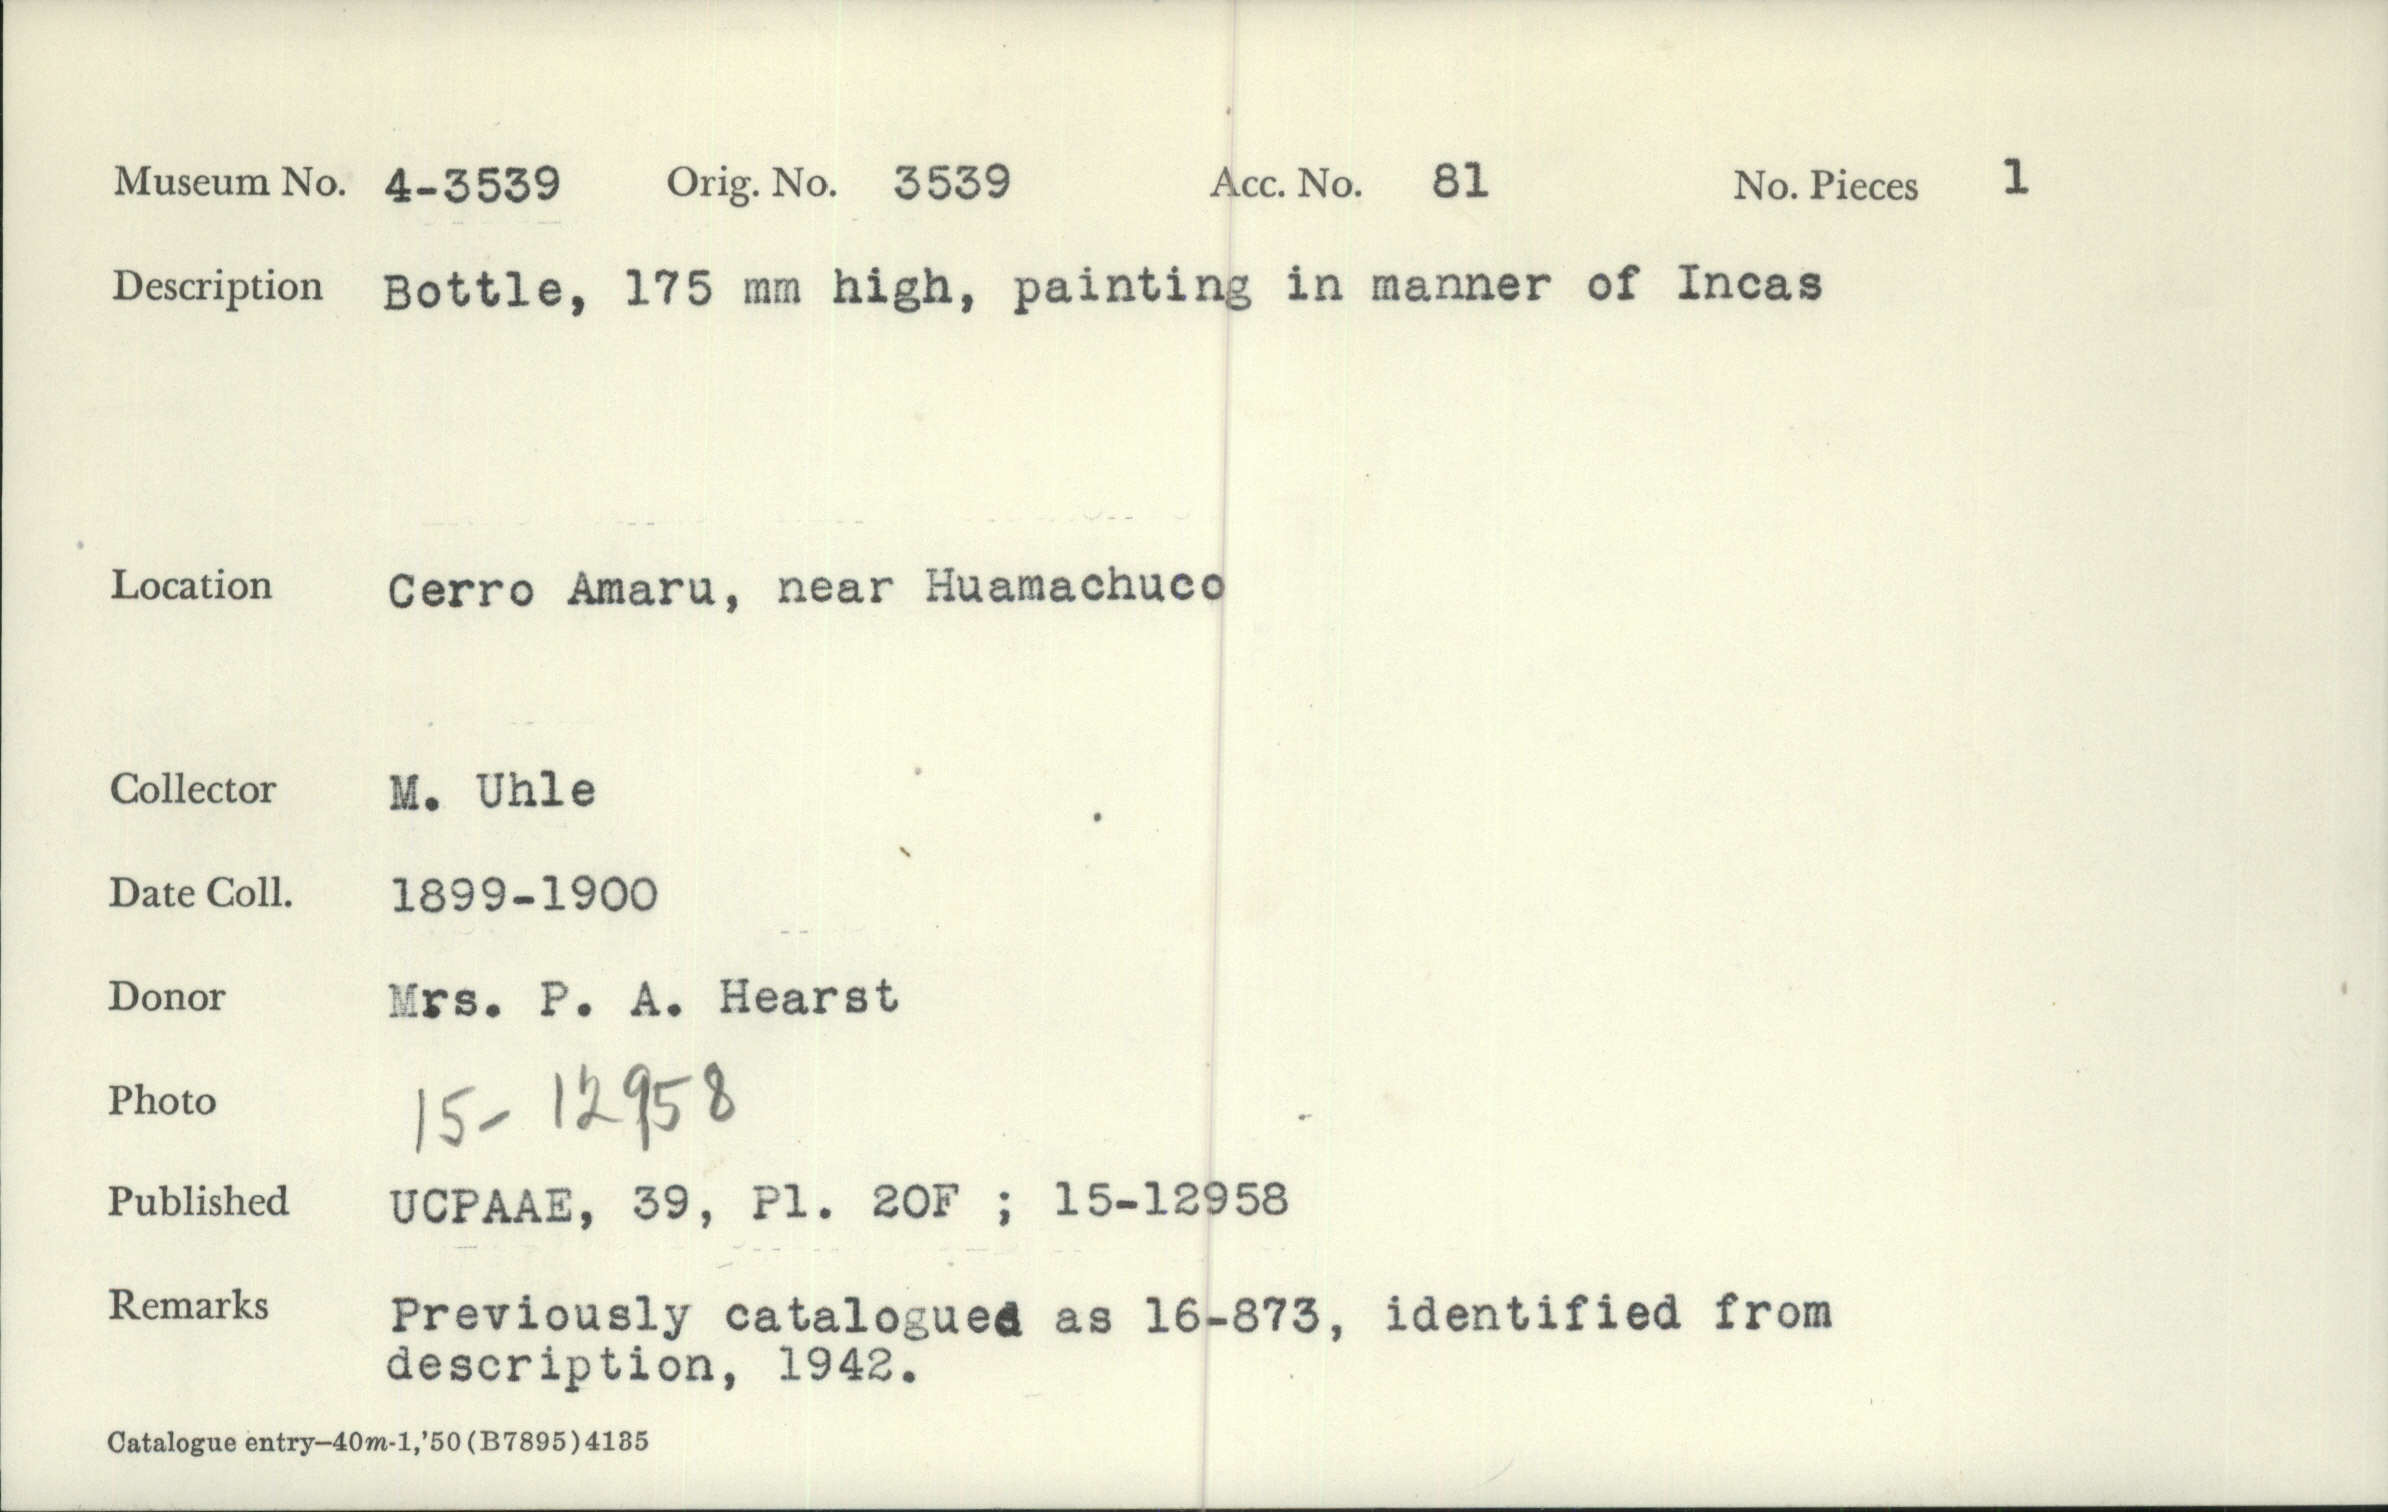 Museum No. 4-3539 Orig. No. 3539 Acc. No. 81 No. Pieces 1
Description Bottle, 175 mm high, painting in manner of Incas
Location Cerro Amaru, near Huamachuco
Collector M. Uhle
Date Coll. 1899-1900
Donor Mrs. P. A. Hearst
Photo 15-12958
Published UCPAAE, 39, Pl. 20F ; 15-12958
Remarks Previously catalogued as 16-873, identified from
description, 1942.
Catalogue entry—40m-1,'50(B7895)4135